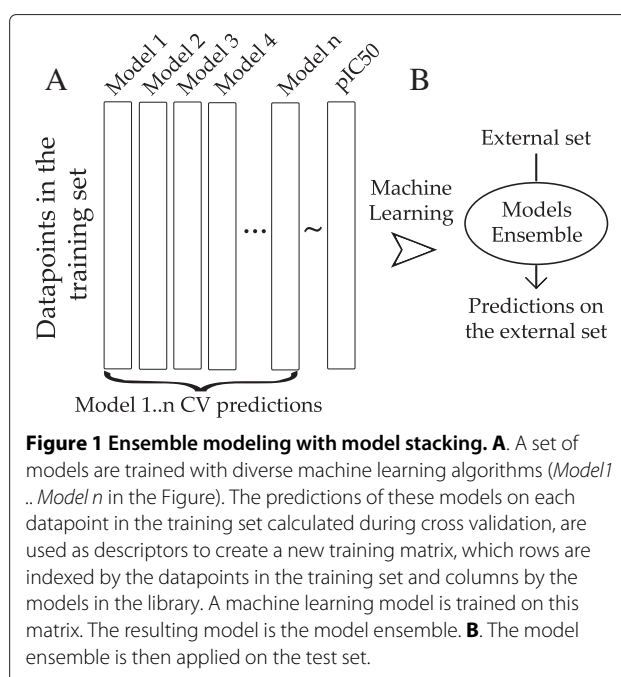 A
Model 1
Model 2
Model 3
Model 4
Model n
pIC50
B
Datapoints in the
training set
...
~
Machine
Learning
External set
Models
Ensemble
Predictions on
the external set
Model 1..n CV predictions
Figure 1 Ensemble modeling with model stacking. A. A set of
models are trained with diverse machine learning algorithms (Model1
.. Model n in the Figure). The predictions of these models on each
datapoint in the training set calculated during cross validation, are
used as descriptors to create a new training matrix, which rows are
indexed by the datapoints in the training set and columns by the
models in the library. A machine learning model is trained on this
matrix. The resulting model is the model ensemble. B. The model
ensemble is then applied on the test set.